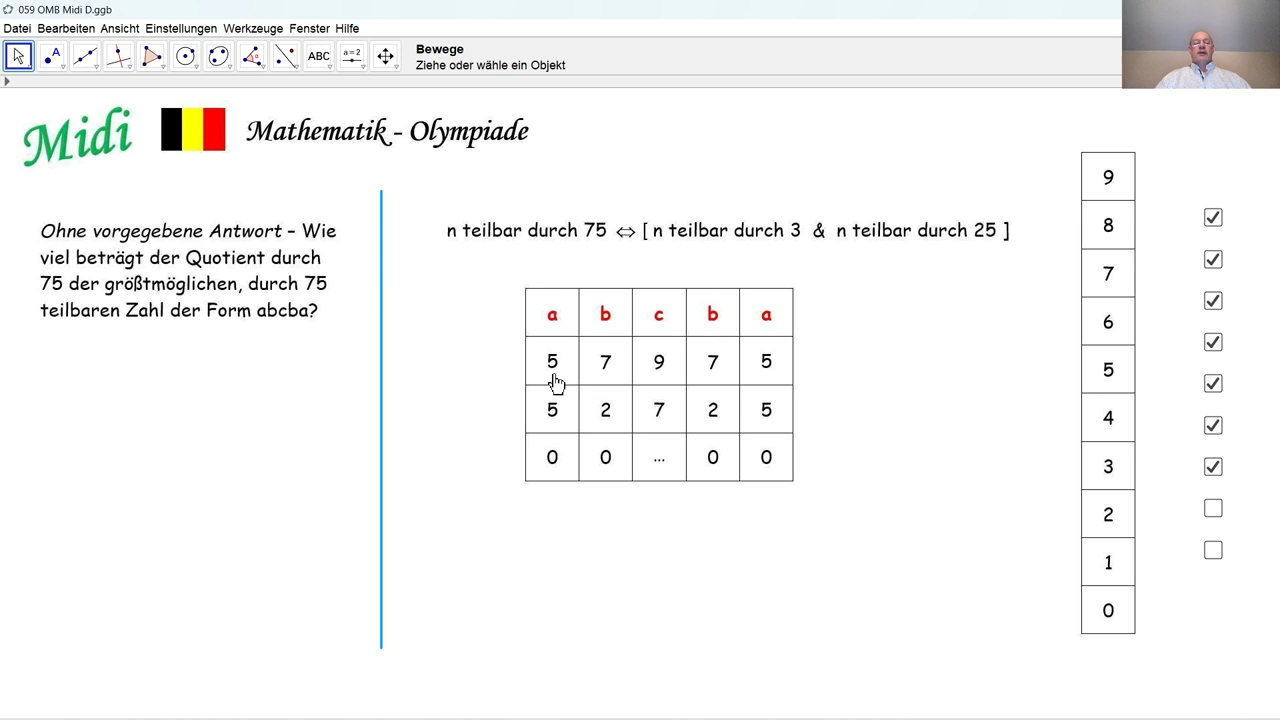 059 OMB Midi D.ggb
Datei Bearbeiten Ansicht Einstellungen Werkzeuge Fenster Hilfe
A
ABC
a=2
Bewege
Ziehe oder wähle ein Objekt
Midi
Mathematik - Olympiade
Ohne vorgegebene Antwort – Wie
viel beträgt der Quotient durch
75 der größtmöglichen, durch 75
teilbaren Zahl der Form abcba?
n teilbar durch 75 ⇔ [ n teilbar durch 3 & n teilbar durch 25 ]
a b c b a
5 7 9 7 5
5 2 7 2 5
0 0 ... 0 0
9
8
7
6
5
4
3
2
1
0